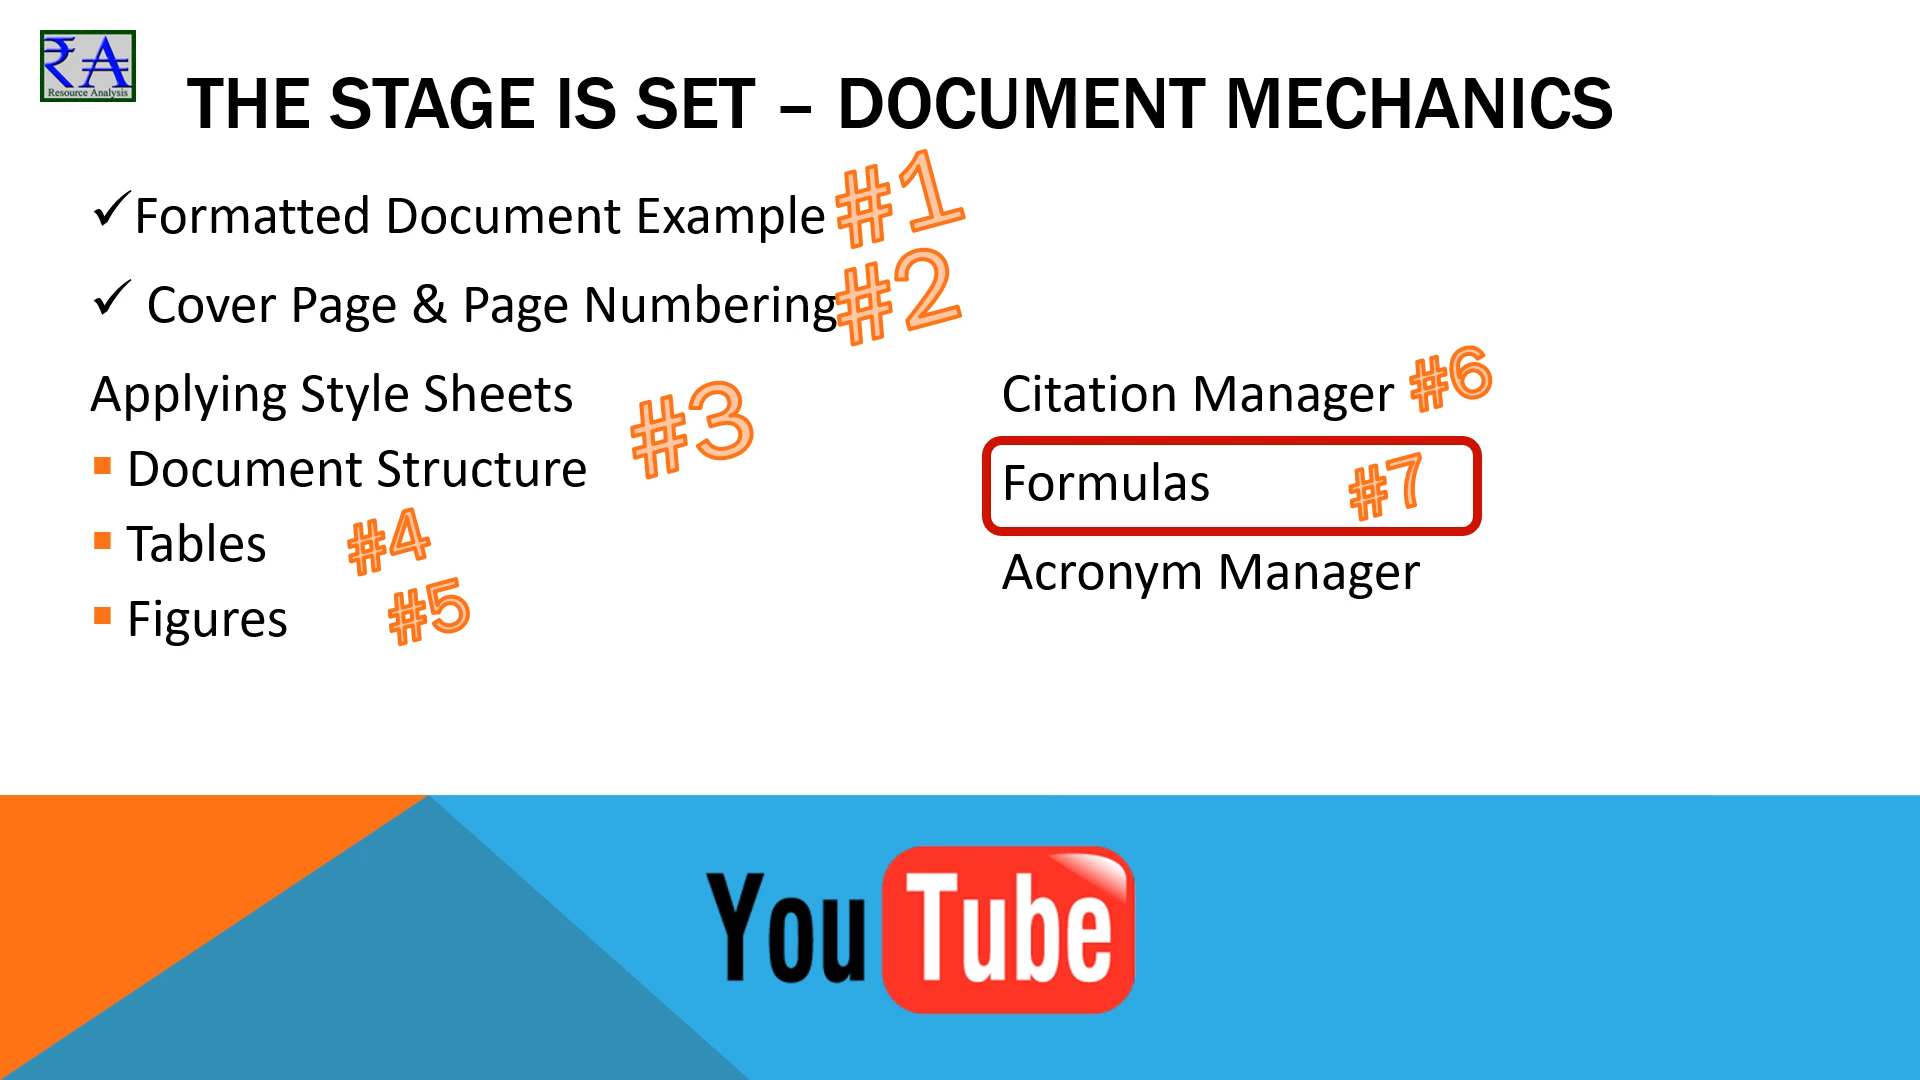 RA
Resource Analysis
THE STAGE IS SET – DOCUMENT MECHANICS
✓Formatted Document Example #1
✓ Cover Page & Page Numbering #2
Applying Style Sheets #3
▪ Document Structure
▪ Tables #4
▪ Figures #5
Citation Manager #6
Formulas #7
Acronym Manager
YouTube